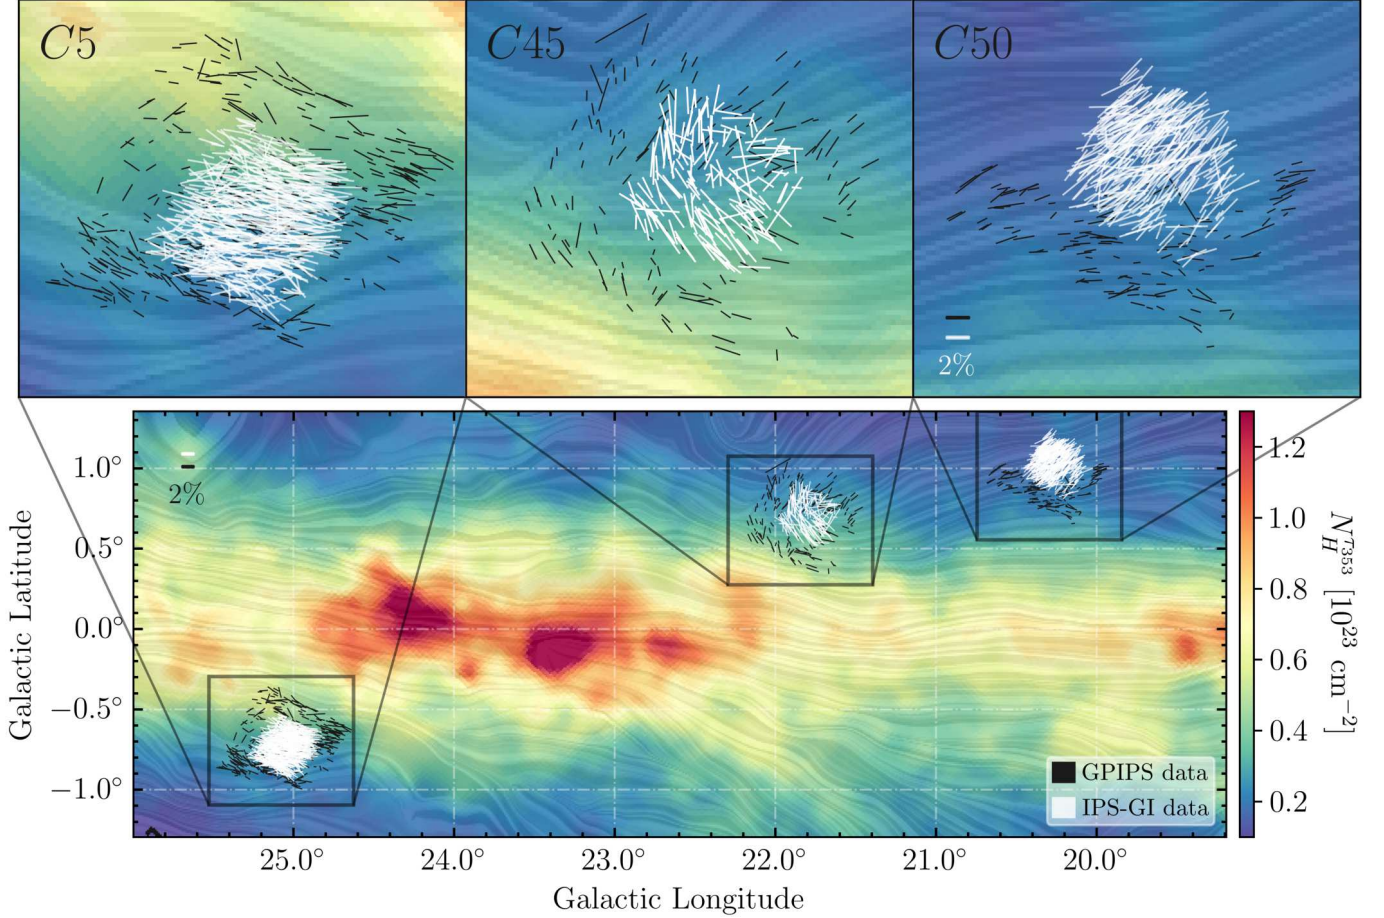 C5
C45
C50
2%
2%
1.0°
0.5°
0.0°
−0.5°
−1.0°
Galactic Latitude
25.0°
24.0°
23.0°
22.0°
21.0°
20.0°
Galactic Longitude
GPIPS data
IPS-GI data
1.2
1.0
0.8
0.6
0.4
0.2
N_H^{τ353} [10^{23} cm^{−2}]